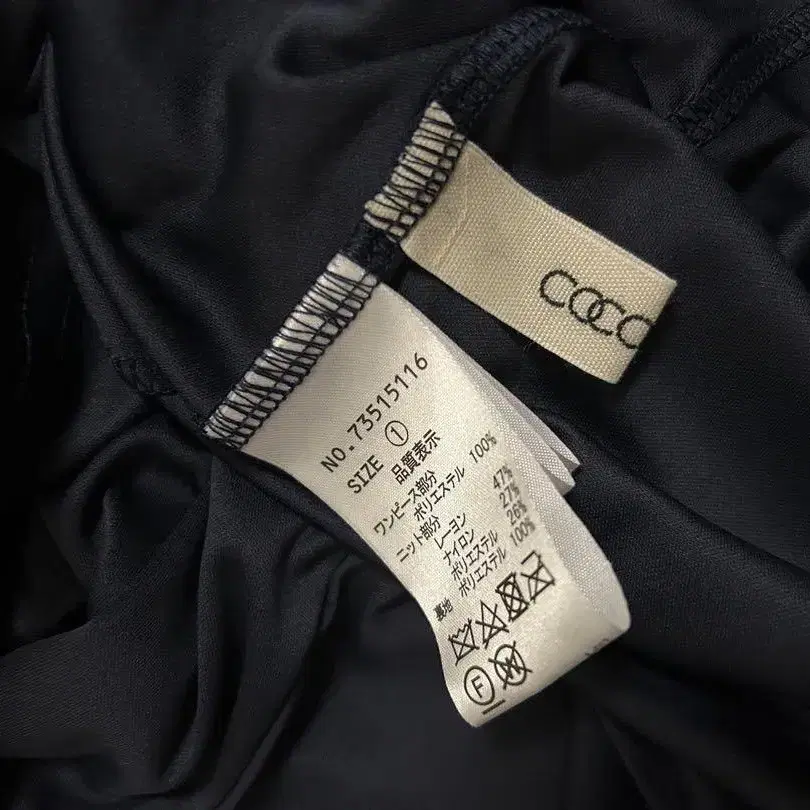 COCO
NO.73515116
SIZE ①
品質表示
ワンピース部分
ポリエステル 100%
ニット部分
レーヨン 47%
ナイロン 27%
ポリエステル 26%
裏地 ポリエステル 100%
F
W